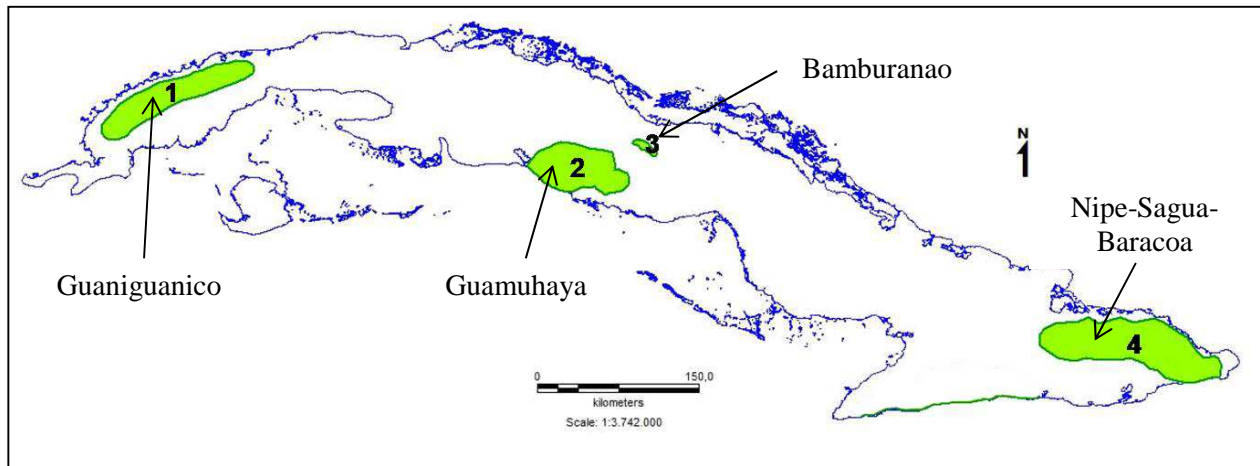 Bamburanao
1
3
N
2
Nipe-Sagua-
Baracoa
Guaniguanico
Guamuhaya
4
0
150,0
kilometers
Scale: 1:3.742.000